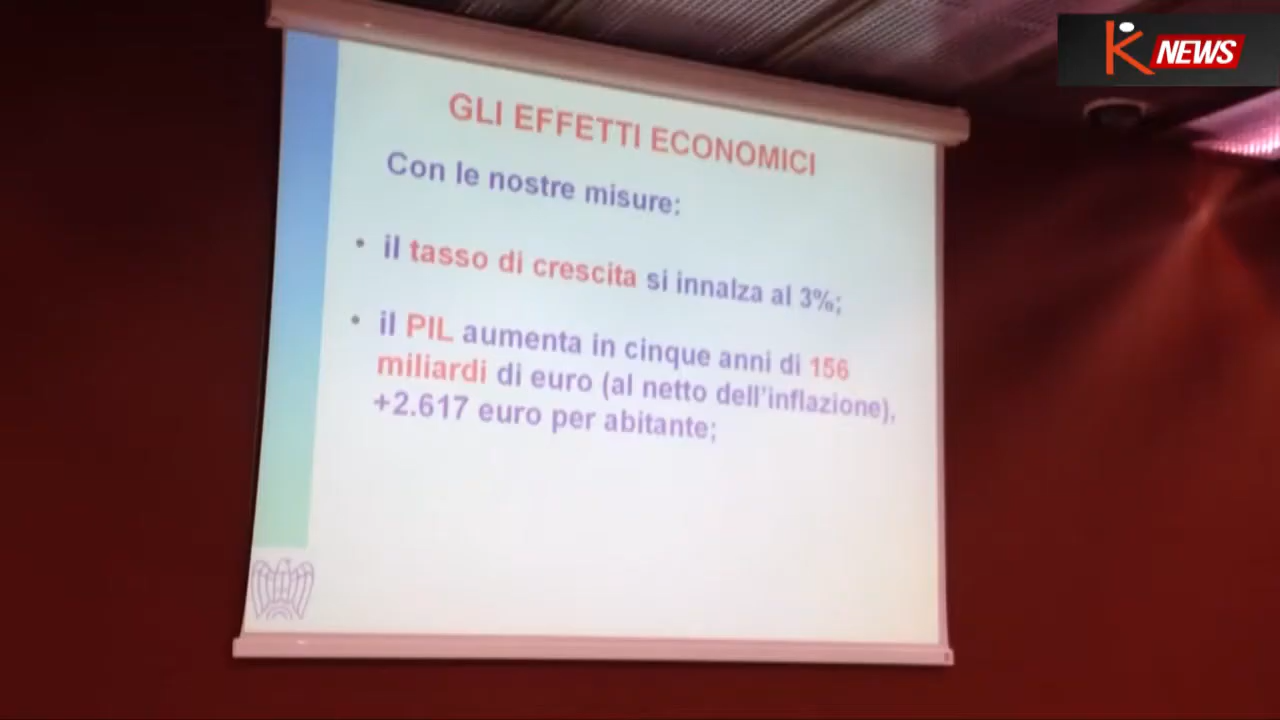 K NEWS
GLI EFFETTI ECONOMICI
Con le nostre misure:
• il tasso di crescita si innalza al 3%;
• il PIL aumenta in cinque anni di 156
miliardi di euro (al netto dell'inflazione),
+2.617 euro per abitante;